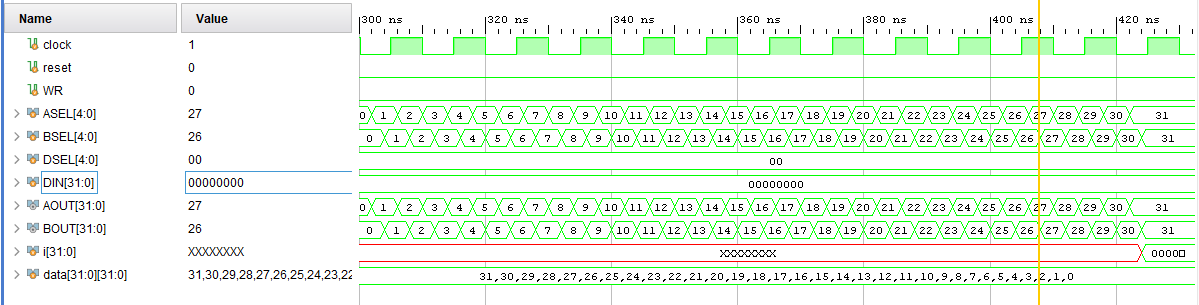 Name Value 300 ns 320 ns 340 ns 360 ns 380 ns 400 ns 420 ns
clock 1
reset 0
WR 0
ASEL[4:0] 27 0 1 2 3 4 5 6 7 8 9 10 11 12 13 14 15 16 17 18 19 20 21 22 23 24 25 26 27 28 29 30 31
BSEL[4:0] 26 0 1 2 3 4 5 6 7 8 9 10 11 12 13 14 15 16 17 18 19 20 21 22 23 24 25 26 27 28 29 30 31
DSEL[4:0] 00 00
DIN[31:0] 00000000 00000000
AOUT[31:0] 27 0 1 2 3 4 5 6 7 8 9 10 11 12 13 14 15 16 17 18 19 20 21 22 23 24 25 26 27 28 29 30 31
BOUT[31:0] 26 0 1 2 3 4 5 6 7 8 9 10 11 12 13 14 15 16 17 18 19 20 21 22 23 24 25 26 27 28 29 30 31
i[31:0] XXXXXXXX XXXXXXXX 0000□
data[31:0][31:0] 31,30,29,28,27,26,25,24,23,22 31,30,29,28,27,26,25,24,23,22,21,20,19,18,17,16,15,14,13,12,11,10,9,8,7,6,5,4,3,2,1,0